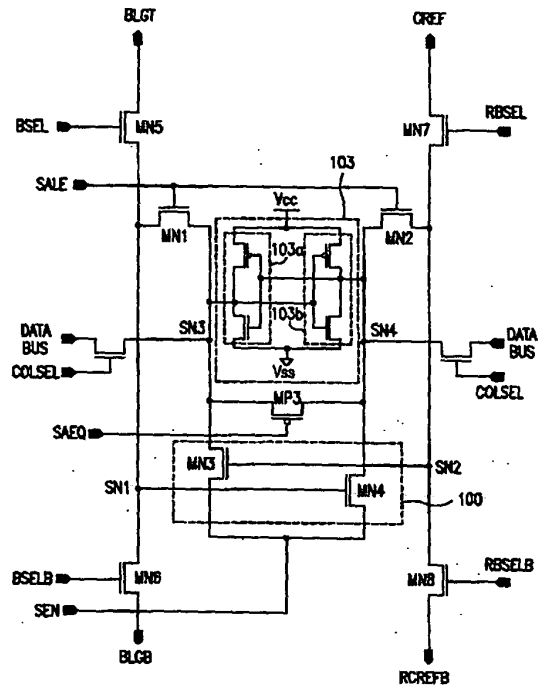 BLGT CREF
BSEL MN5 MN7 RBSEL
SALE 103
Vcc
MN1 MN2
103a
103b
SN3 SN4
DATA BUS DATA BUS
Vss
COLSEL COLSEL
MP3
SAEQ
MN3 SN2
SN1 MN4 100
BSELB MN6 MN8 RBSELB
SEN
BLGB RCREFB